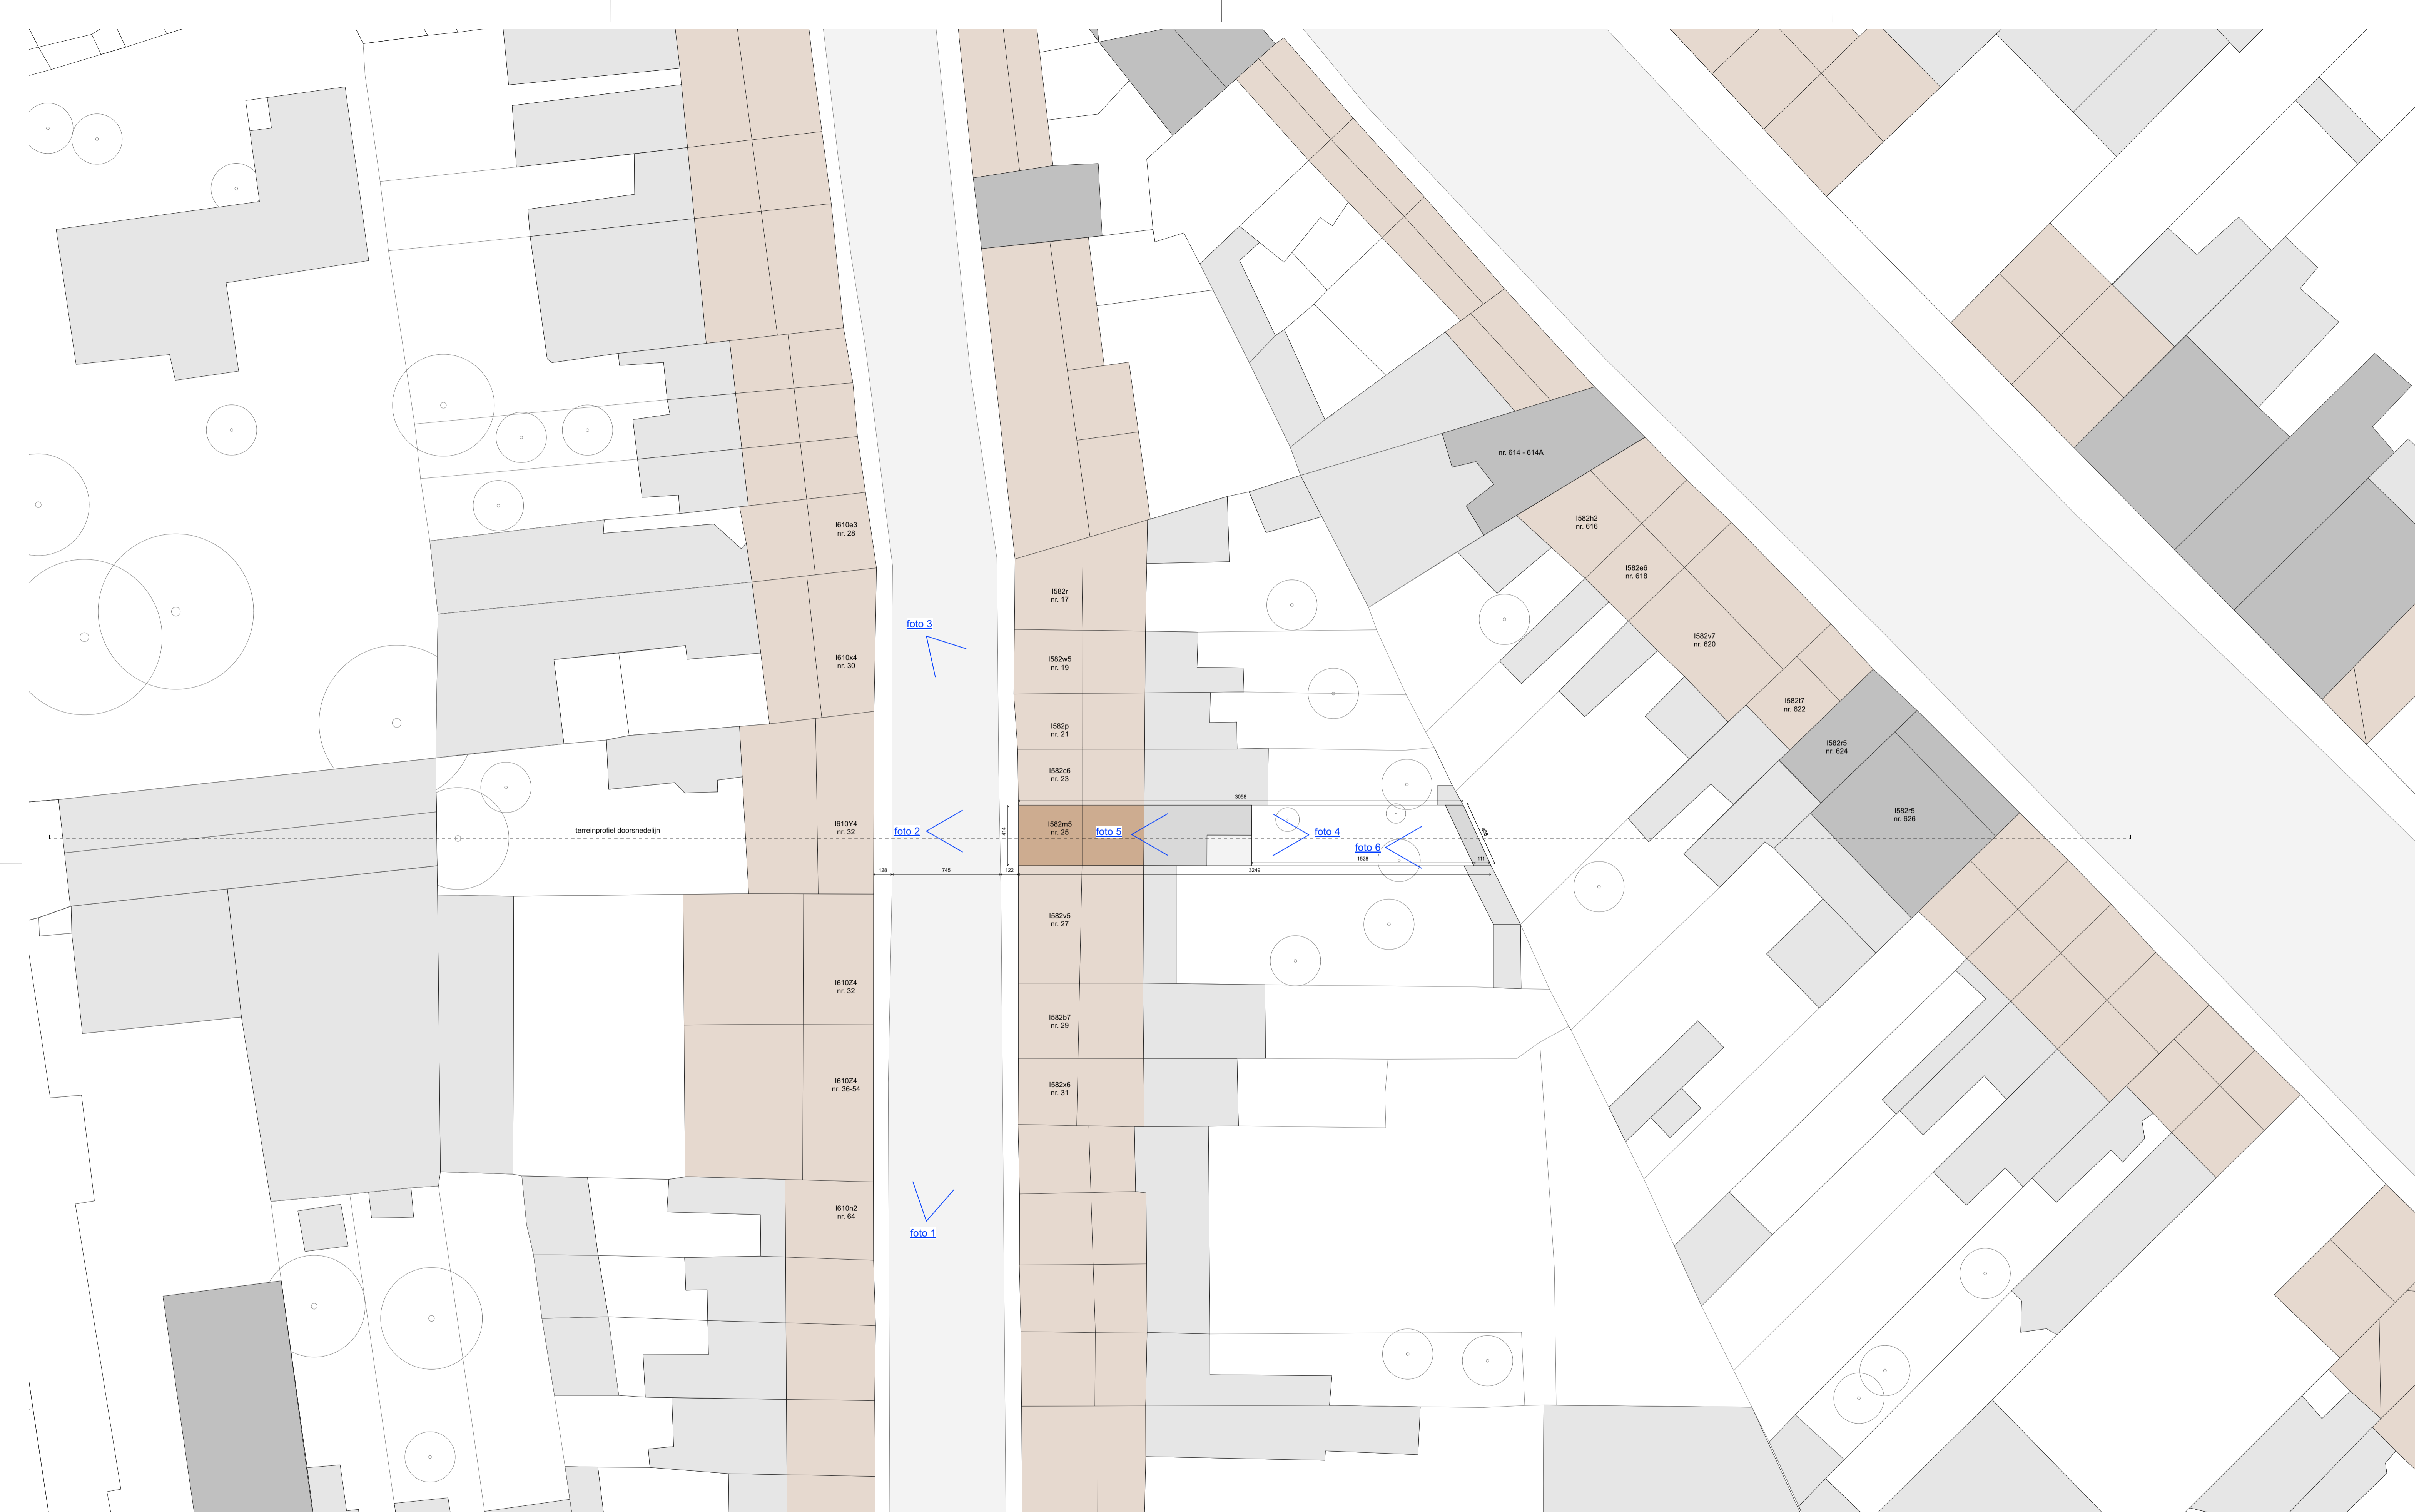 nr. 614 - 614A
I582h2
nr. 616
I610e3
nr. 28
I582e6
nr. 618
I582r
nr. 17
foto 3
I582v7
nr. 620
I610x4
nr. 30
I582w5
nr. 19
I582t7
nr. 622
I582p
nr. 21
I582r5
nr. 624
I582c6
nr. 23
3058
I582r5
nr. 626
terreinprofiel doorsnedelijn
I610Y4
nr. 32
foto 2
414
I582m5
nr. 25
foto 5
foto 4
foto 6
1528
111
128
745
122
3249
I582v5
nr. 27
I610Z4
nr. 32
I582b7
nr. 29
I610Z4
nr. 36-54
I582x6
nr. 31
I610n2
nr. 64
foto 1